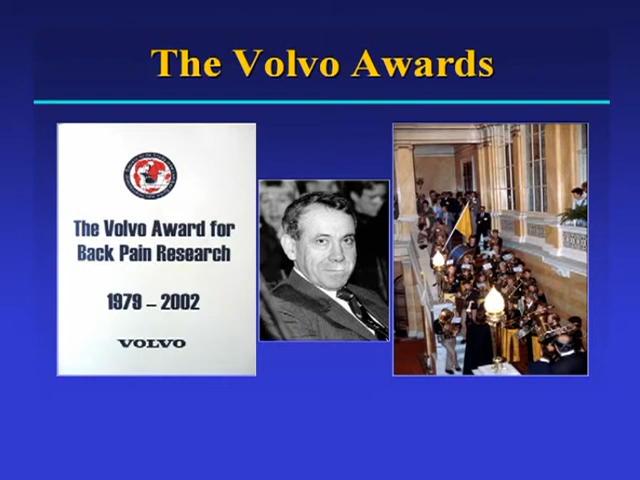 The Volvo Awards
The Volvo Award for
Back Pain Research
1979 – 2002
VOLVO